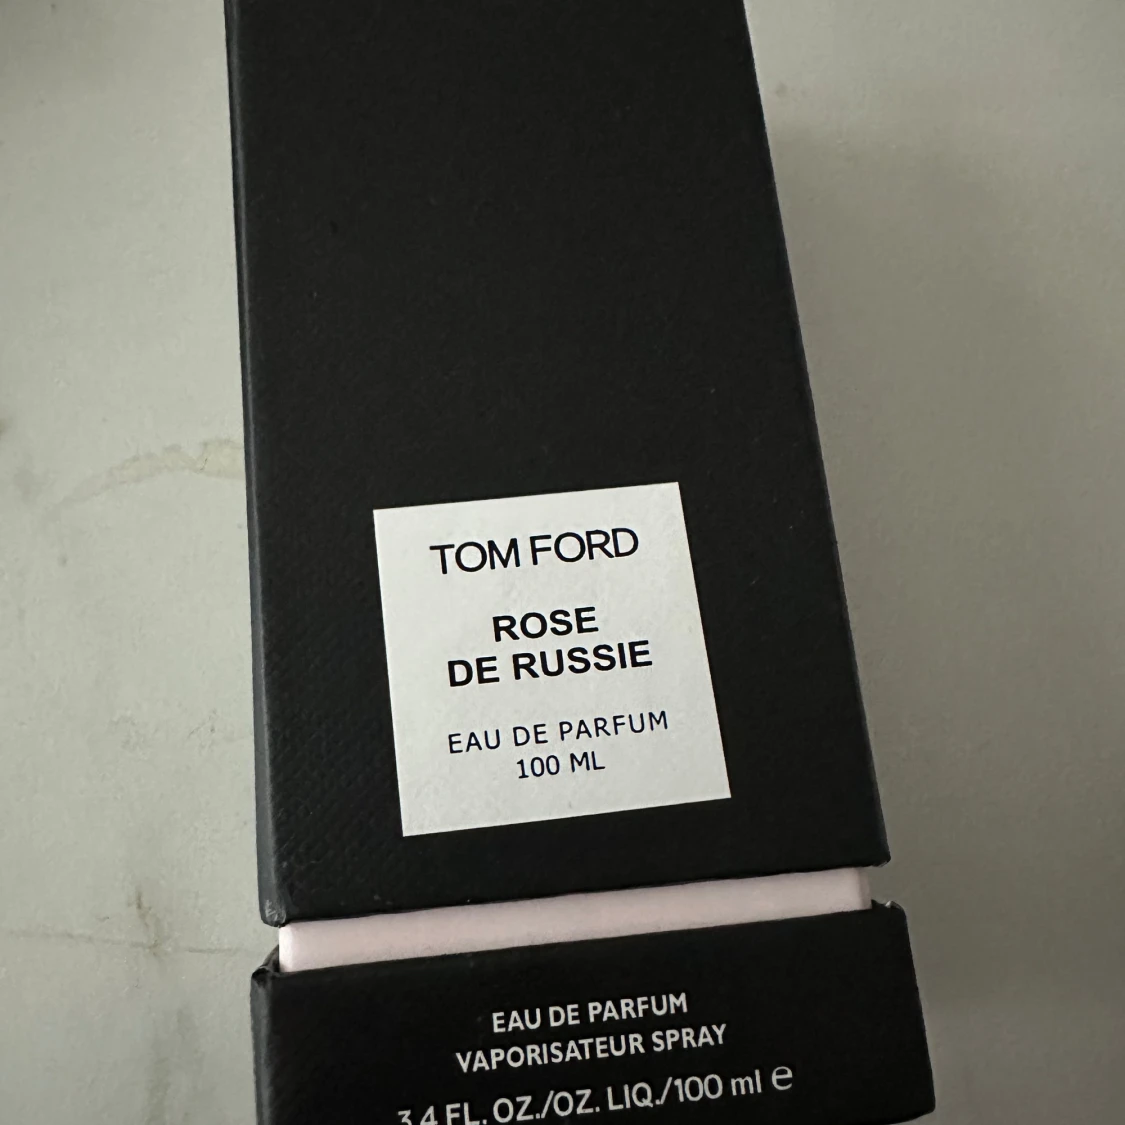 TOM FORD
ROSE
DE RUSSIE
EAU DE PARFUM
100 ML
EAU DE PARFUM
VAPORISATEUR SPRAY
3.4 FL. OZ./OZ. LIQ./100 ml e